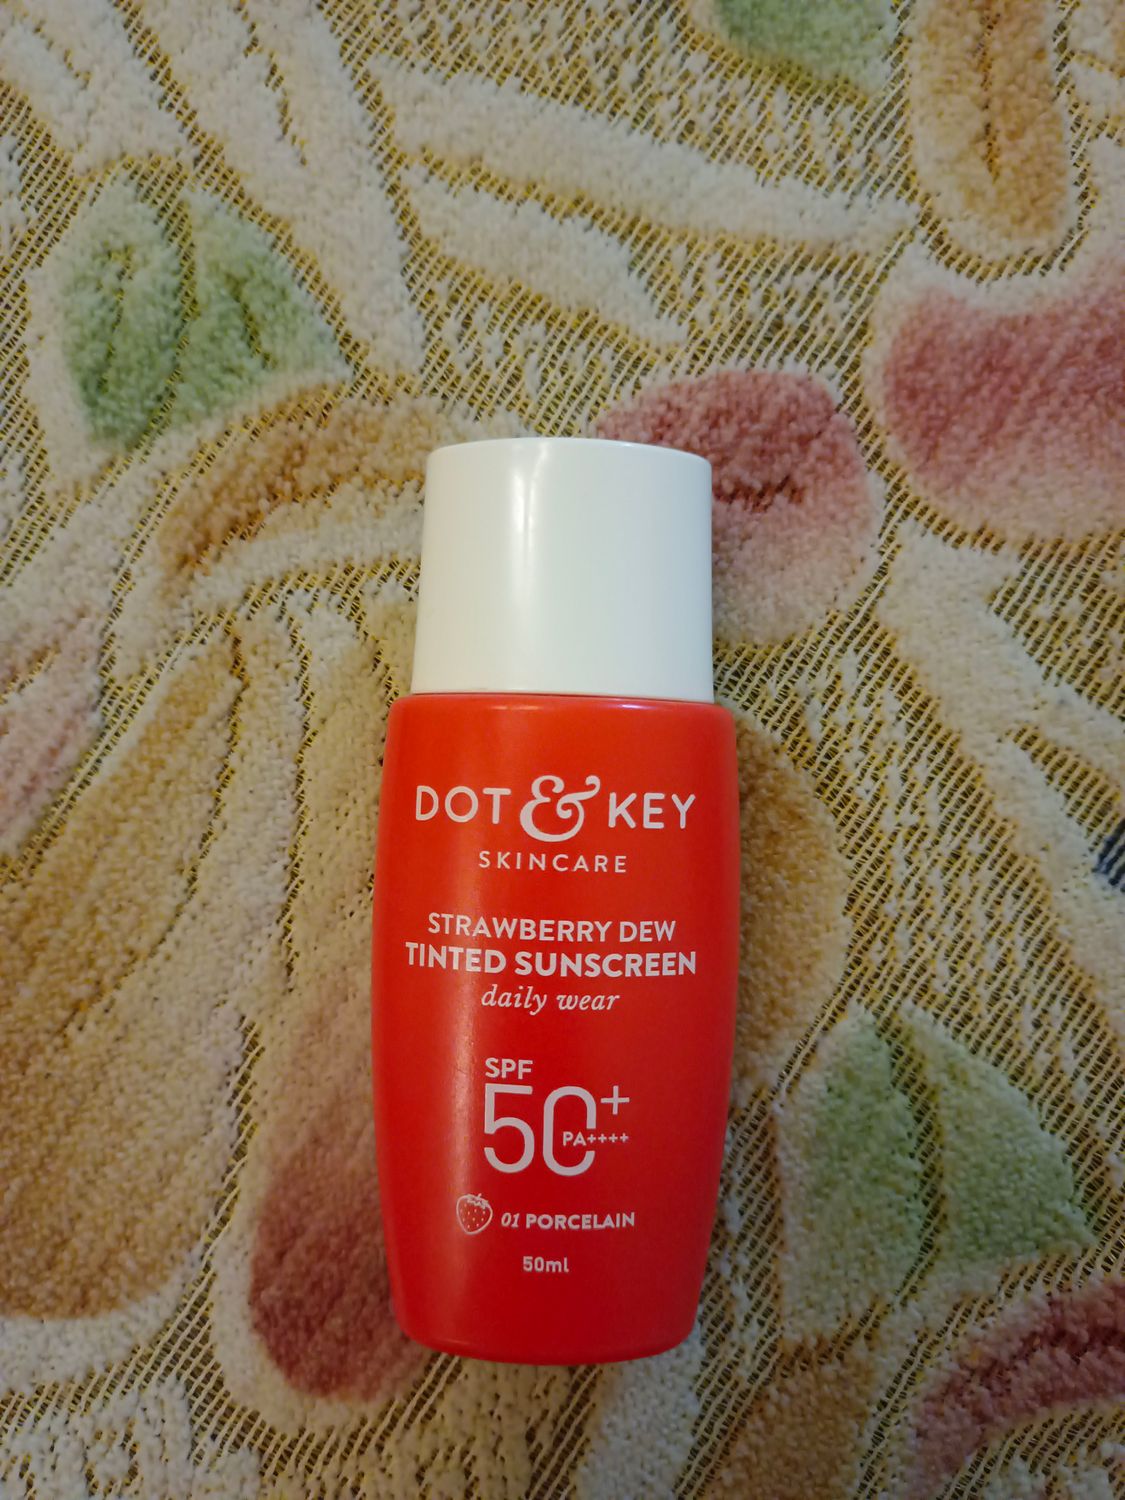 DOT & KEY
SKINCARE
STRAWBERRY DEW
TINTED SUNSCREEN
daily wear
SPF
50+
PA++++
01 PORCELAIN
50ml